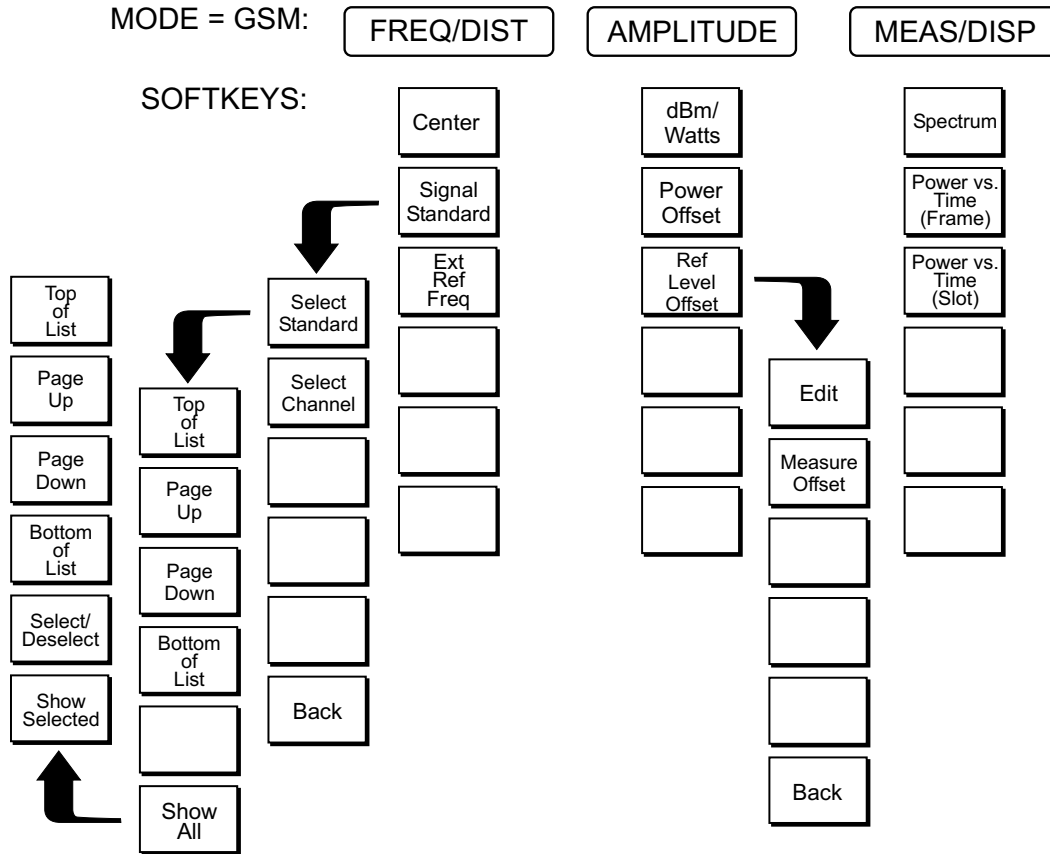 MODE = GSM:
FREQ/DIST
AMPLITUDE
MEAS/DISP
SOFTKEYS:
Center
Signal
Standard
Ext
Ref
Freq
Select
Standard
Select
Channel
Back
Top
of
List
Page
Up
Page
Down
Bottom
of
List
Show
All
Top
of
List
Page
Up
Page
Down
Bottom
of
List
Select/
Deselect
Show
Selected
dBm/
Watts
Power
Offset
Ref
Level
Offset
Edit
Measure
Offset
Back
Spectrum
Power vs.
Time
(Frame)
Power vs.
Time
(Slot)